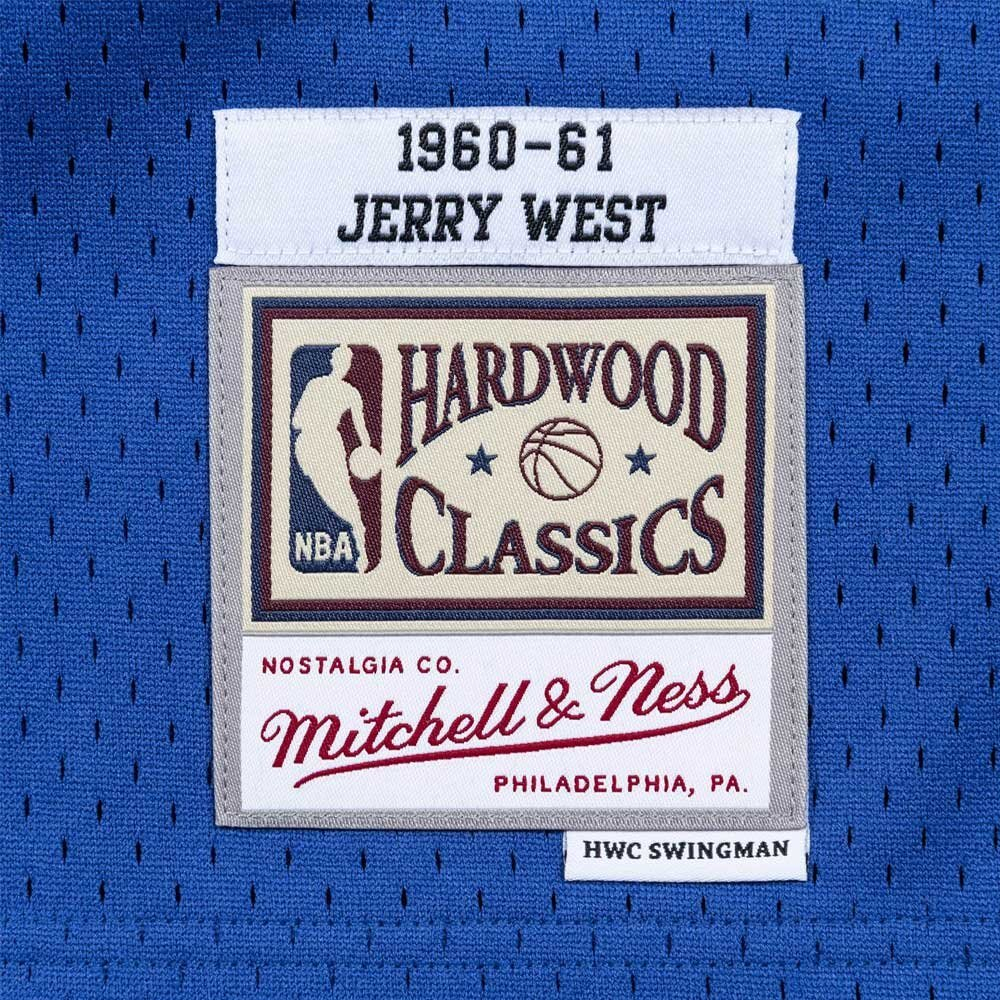 1960-61
JERRY WEST
HARDWOOD
CLASSICS
NBA
NOSTALGIA CO.
Mitchell & Ness
PHILADELPHIA, PA.
HWC SWINGMAN